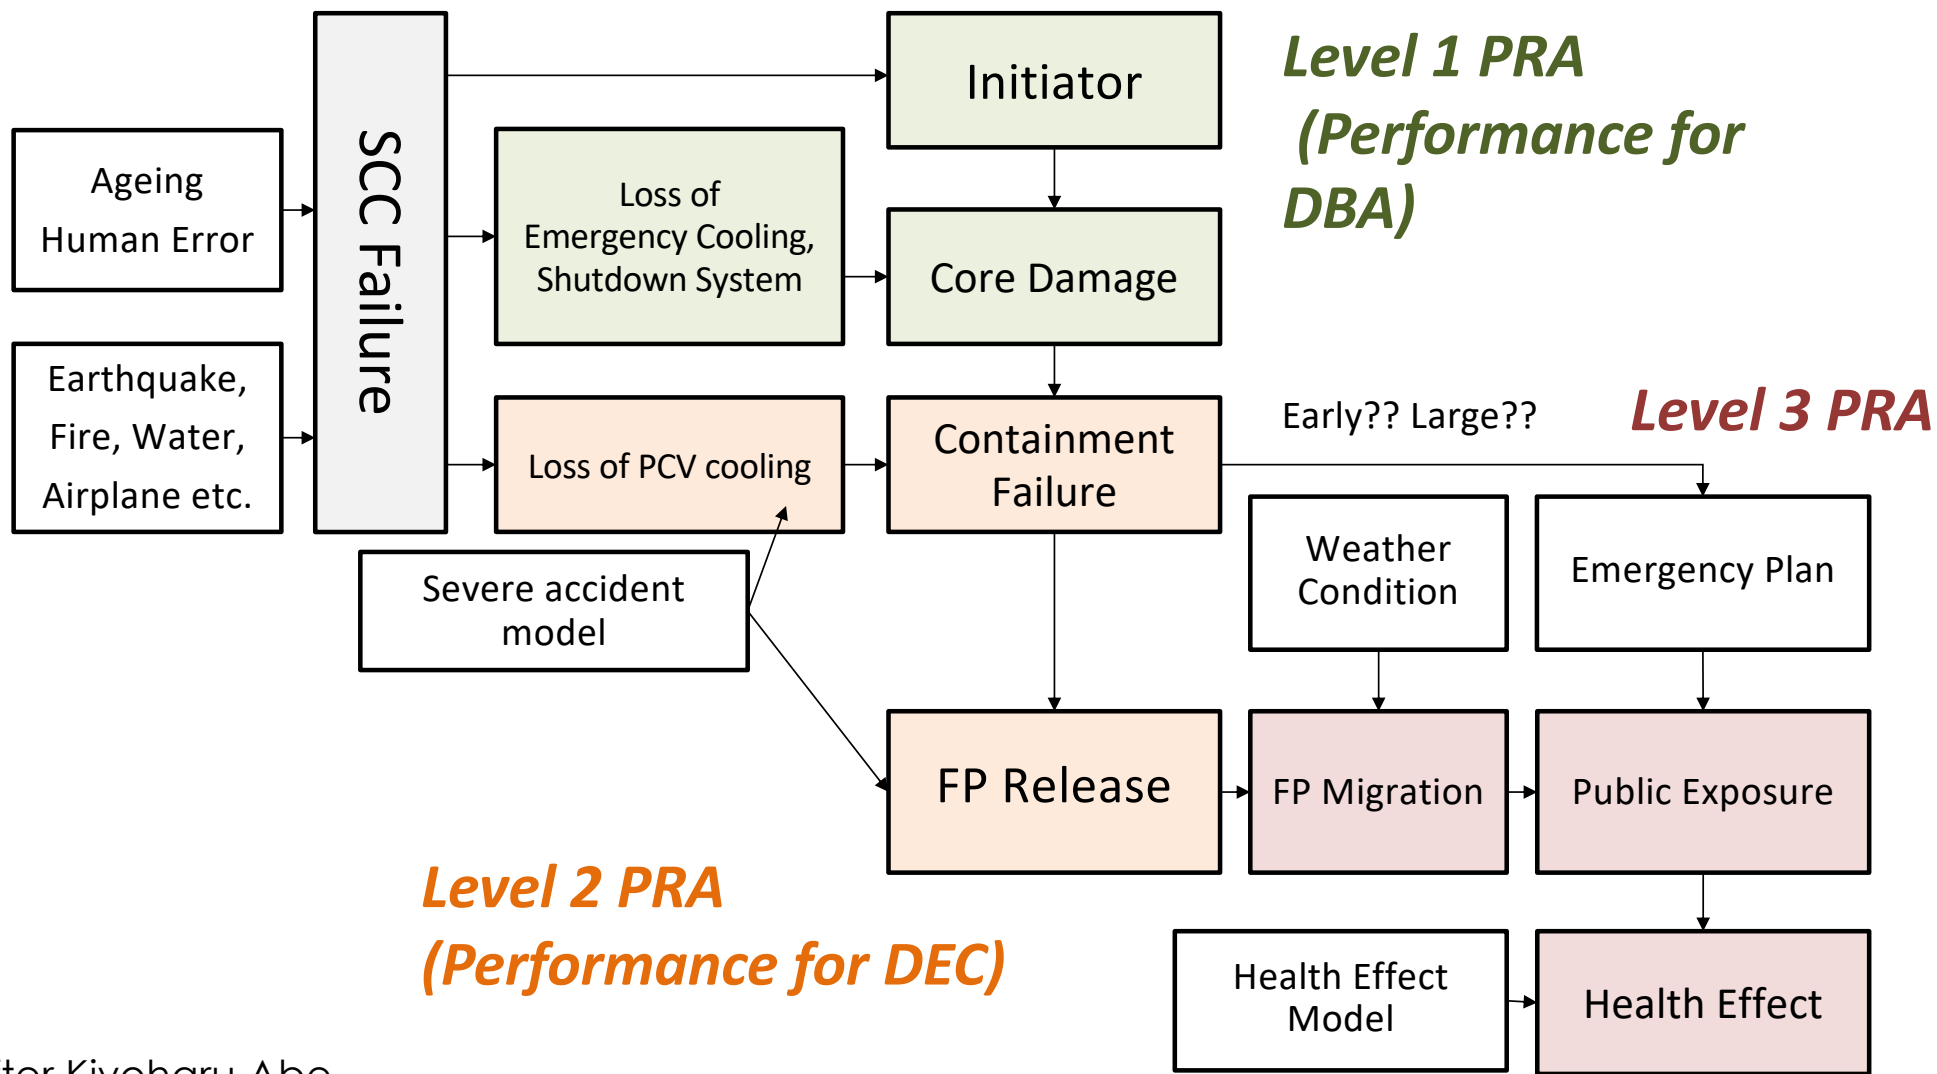 Initiator
Level 1 PRA
(Performance for
DBA)
SCC Failure
Ageing
Human Error
Loss of
Emergency Cooling,
Shutdown System
Core Damage
Earthquake,
Fire, Water,
Airplane etc.
Loss of PCV cooling
Containment
Failure
Early?? Large??
Level 3 PRA
Weather
Condition
Emergency Plan
Severe accident
model
FP Release
FP Migration
Public Exposure
Level 2 PRA
(Performance for DEC)
Health Effect
Model
Health Effect
Kiyoharu Abe